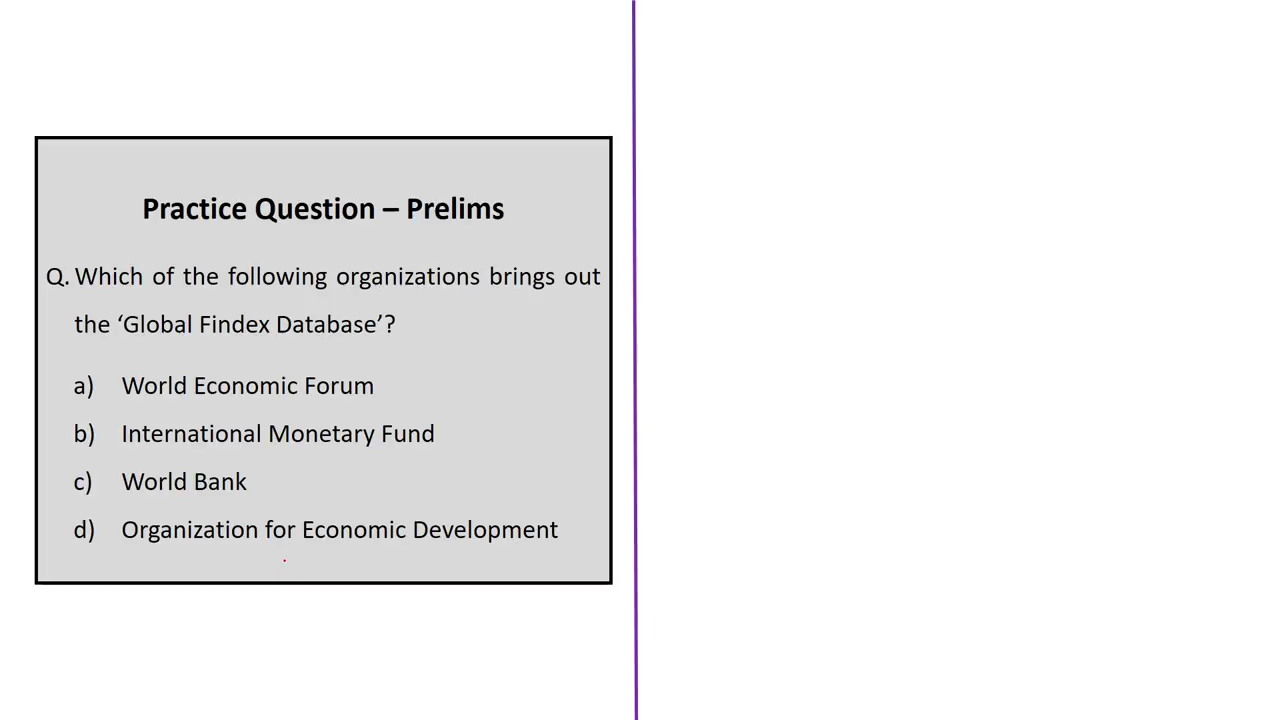 Practice Question – Prelims
Q. Which of the following organizations brings out
the ‘Global Findex Database’?
a) World Economic Forum
b) International Monetary Fund
c) World Bank
d) Organization for Economic Development